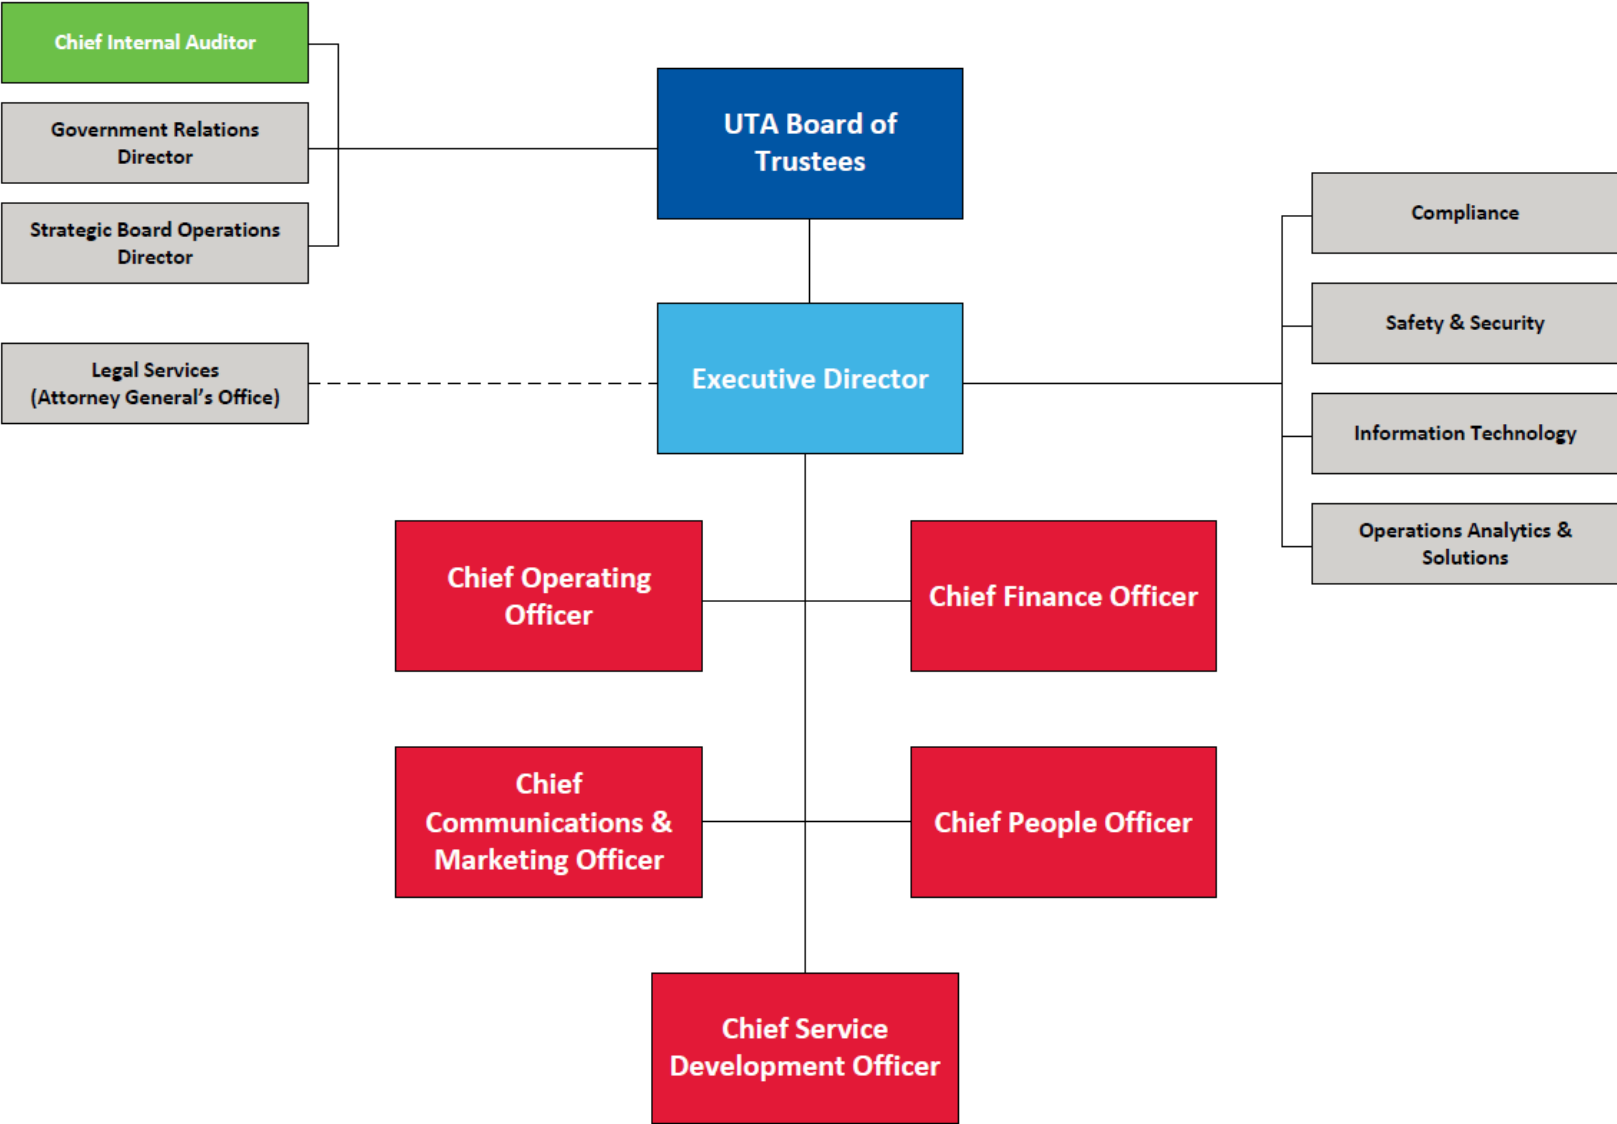 Chief Internal Auditor
Government Relations
Director
Strategic Board Operations
Director
Legal Services
(Attorney General’s Office)
UTA Board of
Trustees
Executive Director
Compliance
Safety & Security
Information Technology
Operations Analytics &
Solutions
Chief Operating
Officer
Chief Finance Officer
Chief
Communications &
Marketing Officer
Chief People Officer
Chief Service
Development Officer